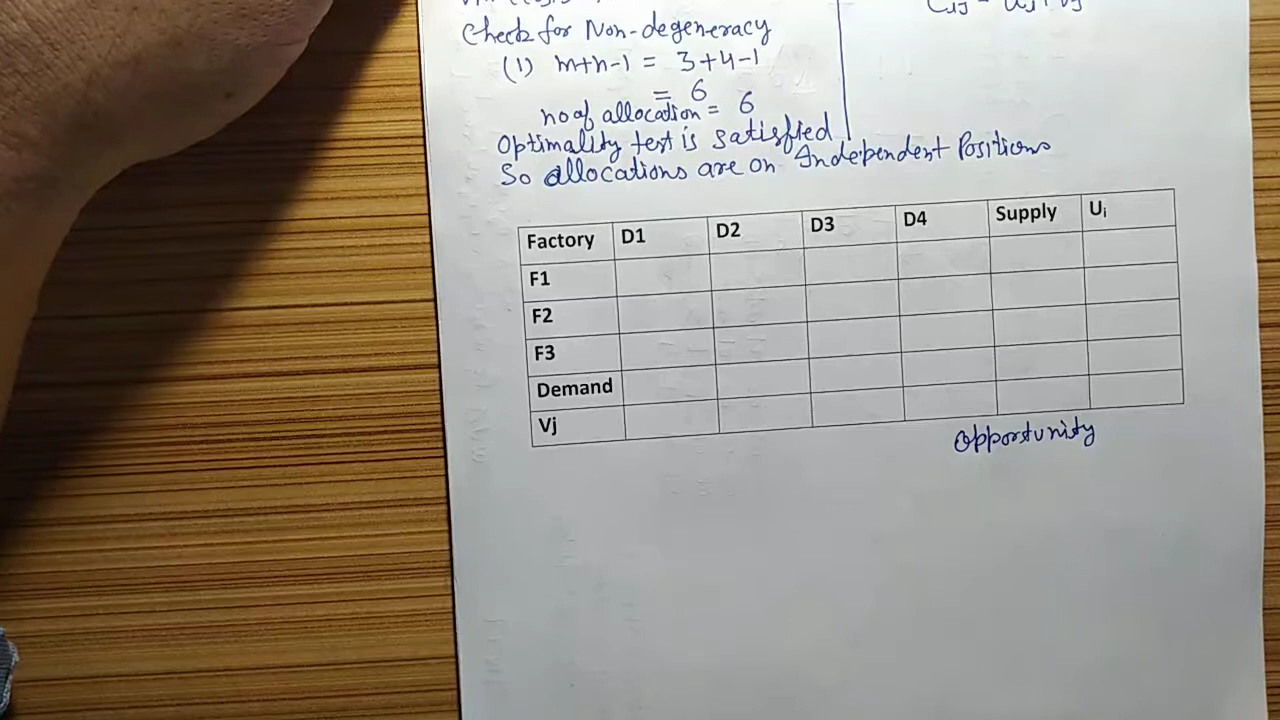 Check for Non-degeneracy
(1) m+n-1 = 3+4-1
= 6
no of allocation = 6
Optimality test is satisfied
So allocations are on Independent Positions
Factory D1 D2 D3 D4 Supply Ui
F1
F2
F3
Demand
Vj
Opportunity